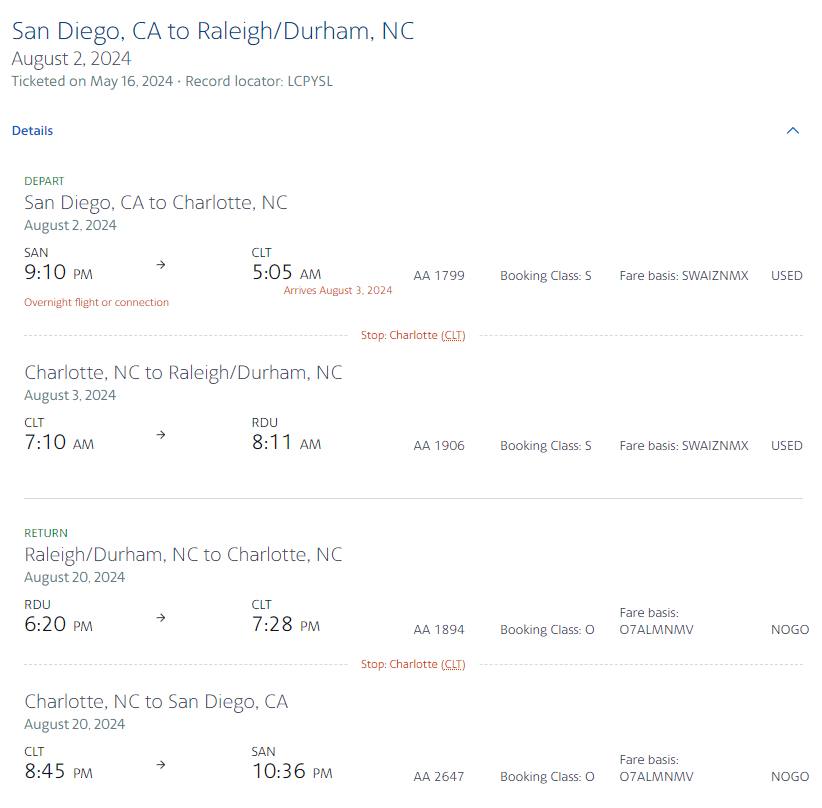 San Diego, CA to Raleigh/Durham, NC
August 2, 2024
Ticketed on May 16, 2024 • Record locator: LCPYSL
Details
DEPART
San Diego, CA to Charlotte, NC
August 2, 2024
SAN CLT
9:10 PM → 5:05 AM AA 1799 Booking Class: S Fare basis: SWAIZNMX USED
Arrives August 3, 2024
Overnight flight or connection
Stop: Charlotte (CLT)
Charlotte, NC to Raleigh/Durham, NC
August 3, 2024
CLT RDU
7:10 AM → 8:11 AM AA 1906 Booking Class: S Fare basis: SWAIZNMX USED
RETURN
Raleigh/Durham, NC to Charlotte, NC
August 20, 2024
RDU CLT
6:20 PM → 7:28 PM AA 1894 Booking Class: O Fare basis: O7ALMNMV NOGO
Stop: Charlotte (CLT)
Charlotte, NC to San Diego, CA
August 20, 2024
CLT SAN
8:45 PM → 10:36 PM AA 2647 Booking Class: O Fare basis: O7ALMNMV NOGO